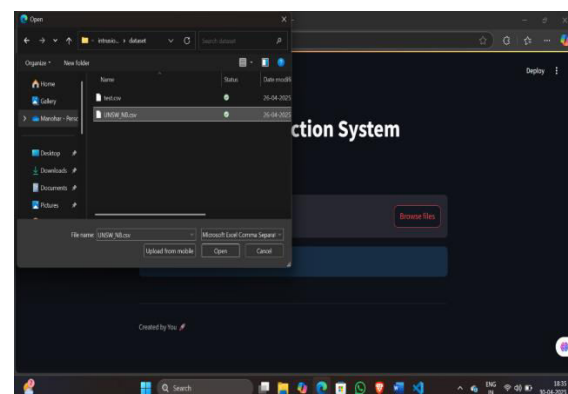 Open
intrusio... > dataset
Search dataset
Organize
New folder
Name
Status
Date modifi
Home
Gallery
Manohar - Perso
test.csv
26-04-2025
UNSW_NB.csv
26-04-2025
Desktop
Downloads
Documents
Pictures
File name:
UNSW_NB.csv
Microsoft Excel Comma Separat
Upload from mobile
Open
Cancel
Deploy
ction System
Browse files
Created by You
Search
ENG
IN
18:35
30-04-2025